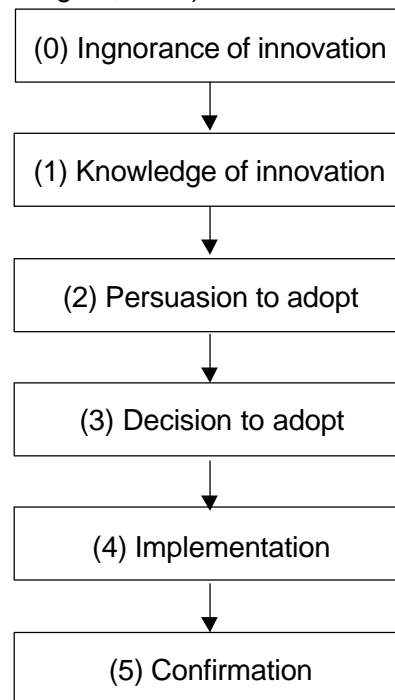 (0) Ingnorance of innovation
(1) Knowledge of innovation
(2) Persuasion to adopt
(3) Decision to adopt
(4) Implementation
(5) Confirmation